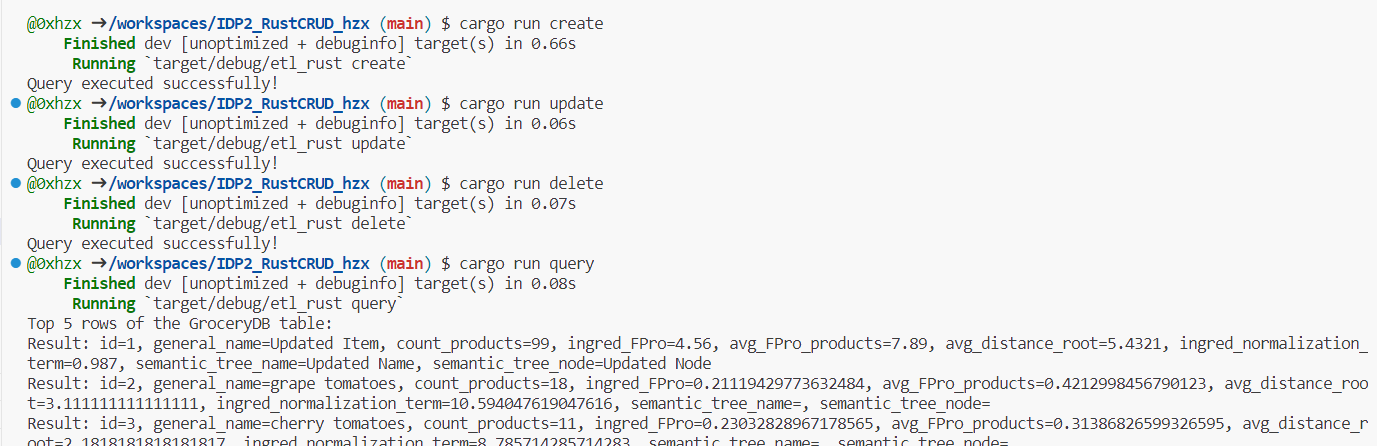 @0xhzx ➜/workspaces/IDP2_RustCRUD_hzx (main) $ cargo run create
Finished dev [unoptimized + debuginfo] target(s) in 0.66s
Running `target/debug/etl_rust create`
Query executed successfully!
@0xhzx ➜/workspaces/IDP2_RustCRUD_hzx (main) $ cargo run update
Finished dev [unoptimized + debuginfo] target(s) in 0.06s
Running `target/debug/etl_rust update`
Query executed successfully!
@0xhzx ➜/workspaces/IDP2_RustCRUD_hzx (main) $ cargo run delete
Finished dev [unoptimized + debuginfo] target(s) in 0.07s
Running `target/debug/etl_rust delete`
Query executed successfully!
@0xhzx ➜/workspaces/IDP2_RustCRUD_hzx (main) $ cargo run query
Finished dev [unoptimized + debuginfo] target(s) in 0.08s
Running `target/debug/etl_rust query`
Top 5 rows of the GroceryDB table:
Result: id=1, general_name=Updated Item, count_products=99, ingred_FPro=4.56, avg_FPro_products=7.89, avg_distance_root=5.4321, ingred_normalization_
term=0.987, semantic_tree_name=Updated Name, semantic_tree_node=Updated Node
Result: id=2, general_name=grape tomatoes, count_products=18, ingred_FPro=0.21119429773632484, avg_FPro_products=0.4212998456790123, avg_distance_roo
t=3.111111111111111, ingred_normalization_term=10.594047619047616, semantic_tree_name=, semantic_tree_node=
Result: id=3, general_name=cherry tomatoes, count_products=11, ingred_FPro=0.23032828967178565, avg_FPro_products=0.31386826599326595, avg_distance_r
oot=2.1818181818181817, ingred_normalization_term=8.785714285714283, semantic_tree_name=, semantic_tree_node=